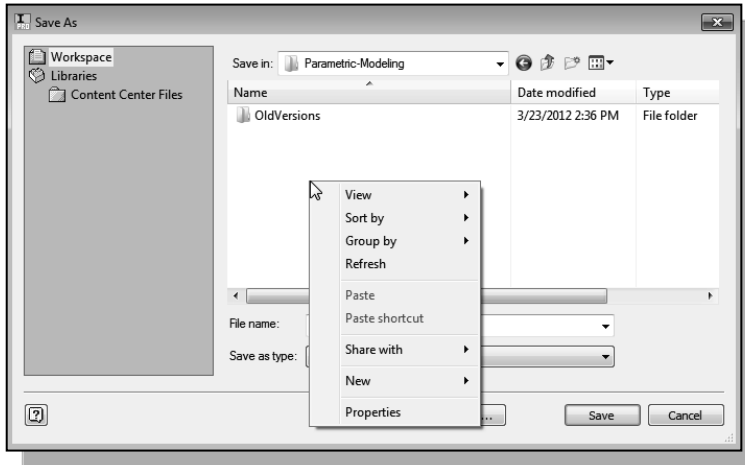 Save As
Workspace
Libraries
Content Center Files
Save in: Parametric-Modeling
Name Date modified Type
OldVersions 3/23/2012 2:36 PM File folder
View
Sort by
Group by
Refresh
Paste
Paste shortcut
File name:
Save as type:
Share with
New
Properties
... Save Cancel